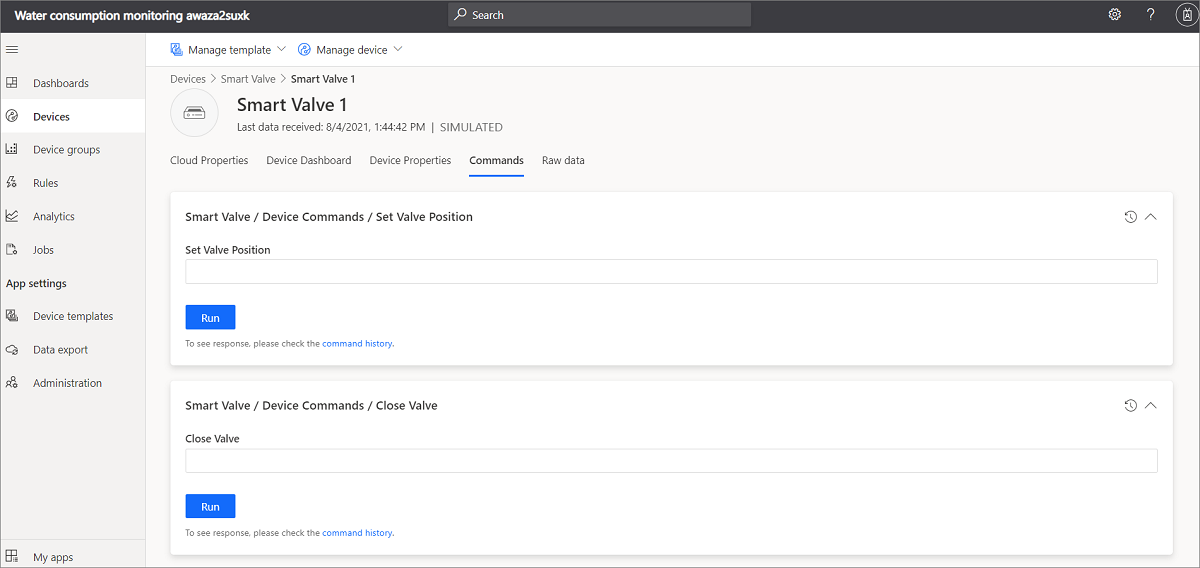 Water consumption monitoring awaza2suxk
Search
?
Manage template
Manage device
Dashboards
Devices
Device groups
Rules
Analytics
Jobs
App settings
Device templates
Data export
Administration
My apps
Devices > Smart Valve > Smart Valve 1
Smart Valve 1
Last data received: 8/4/2021, 1:44:42 PM | SIMULATED
Cloud Properties Device Dashboard Device Properties Commands Raw data
Smart Valve / Device Commands / Set Valve Position
Set Valve Position
Run
To see response, please check the command history.
Smart Valve / Device Commands / Close Valve
Close Valve
Run
To see response, please check the command history.